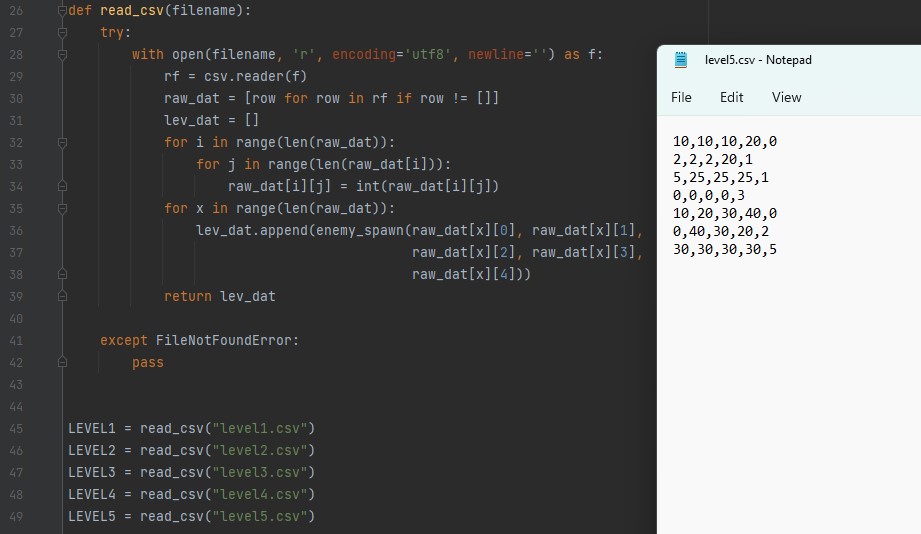 26 def read_csv(filename):
27 try:
28 with open(filename, 'r', encoding='utf8', newline='') as f:
29 rf = csv.reader(f)
30 raw_dat = [row for row in rf if row != []]
31 lev_dat = []
32 for i in range(len(raw_dat)):
33 for j in range(len(raw_dat[i])):
34 raw_dat[i][j] = int(raw_dat[i][j])
35 for x in range(len(raw_dat)):
36 lev_dat.append(enemy_spawn(raw_dat[x][0], raw_dat[x][1],
37 raw_dat[x][2], raw_dat[x][3],
38 raw_dat[x][4]))
39 return lev_dat
40
41 except FileNotFoundError:
42 pass
43
44
45 LEVEL1 = read_csv("level1.csv")
46 LEVEL2 = read_csv("level2.csv")
47 LEVEL3 = read_csv("level3.csv")
48 LEVEL4 = read_csv("level4.csv")
49 LEVEL5 = read_csv("level5.csv")
level5.csv - Notepad
File Edit View
10,10,10,20,0
2,2,2,20,1
5,25,25,25,1
0,0,0,0,3
10,20,30,40,0
0,40,30,20,2
30,30,30,30,5